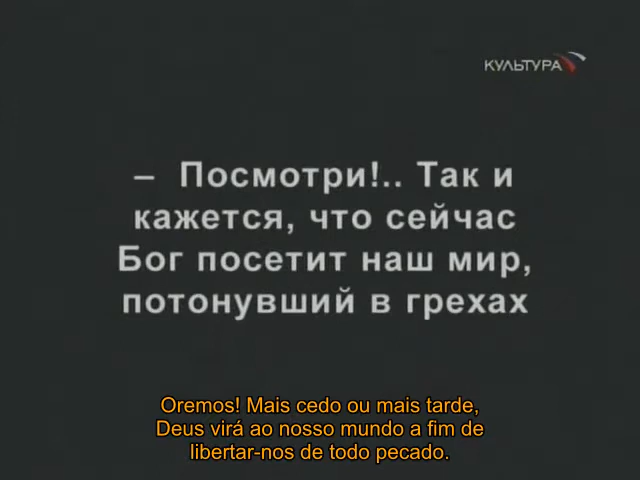 КУЛЬТУРА
– Посмотри!.. Так и
кажется, что сейчас
Бог посетит наш мир,
потонувший в грехах
Oremos! Mais cedo ou mais tarde,
Deus virá ao nosso mundo a fim de
libertar-nos de todo pecado.